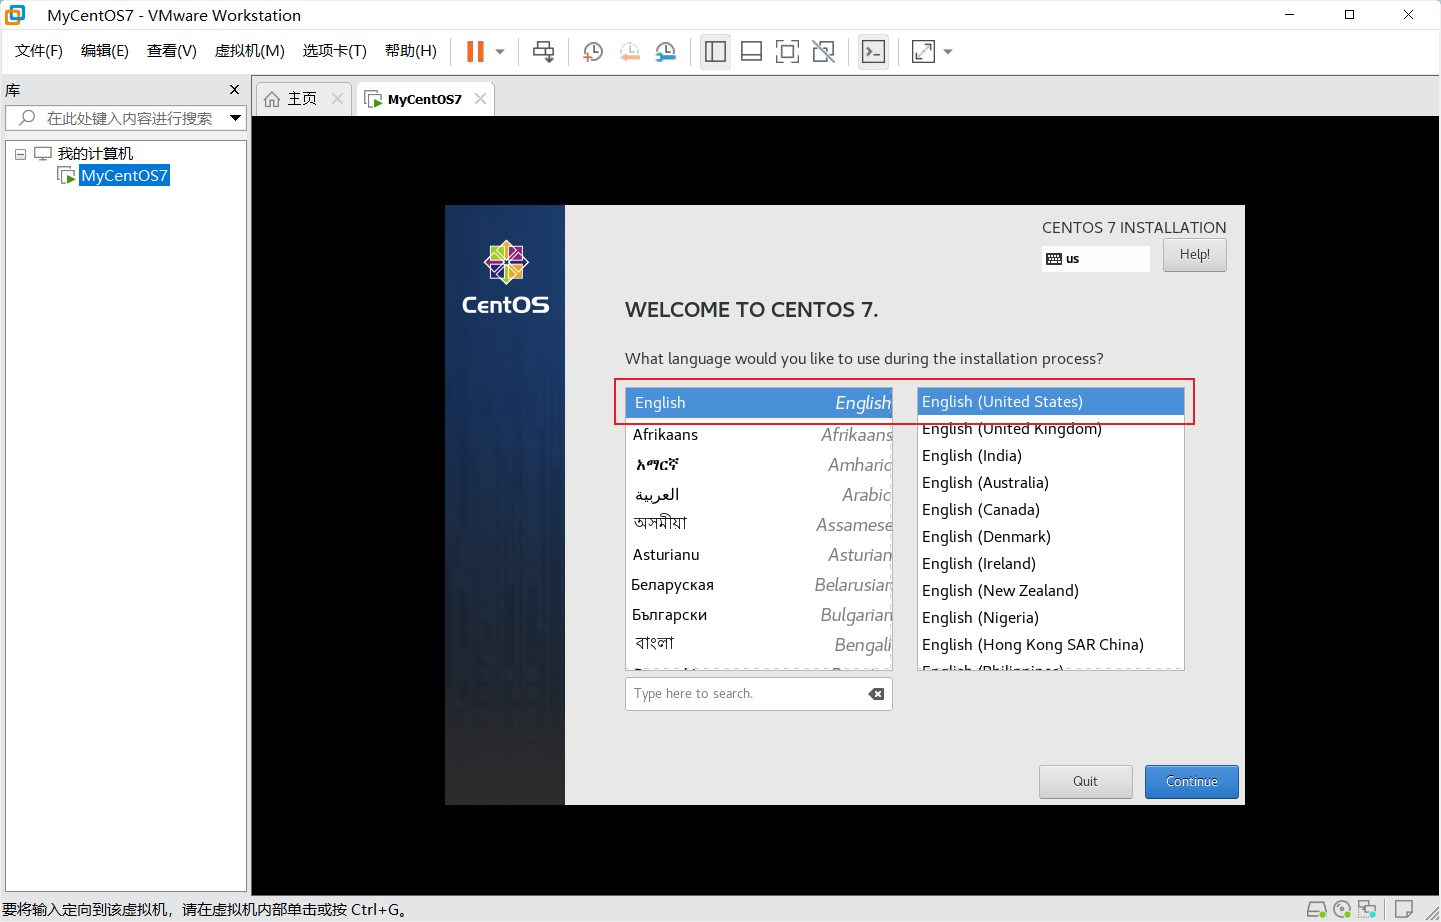 MyCentOS7 - VMware Workstation
文件(F) 编辑(E) 查看(V) 虚拟机(M) 选项卡(T) 帮助(H)
库
在此处键入内容进行搜索
我的计算机
MyCentOS7
主页
MyCentOS7
CentOS
CENTOS 7 INSTALLATION
us
Help!
WELCOME TO CENTOS 7.
What language would you like to use during the installation process?
English English
Afrikaans Afrikaans
አማርኛ Amharic
العربية Arabic
অসমীয়া Assamese
Asturianu Asturian
Беларуская Belarusian
Български Bulgarian
বাংলা Bengali
English (United States)
English (United Kingdom)
English (India)
English (Australia)
English (Canada)
English (Denmark)
English (Ireland)
English (New Zealand)
English (Nigeria)
English (Hong Kong SAR China)
English (Philippines)
Type here to search.
Quit
Continue
要将输入定向到该虚拟机，请在虚拟机内部单击或按 Ctrl+G。